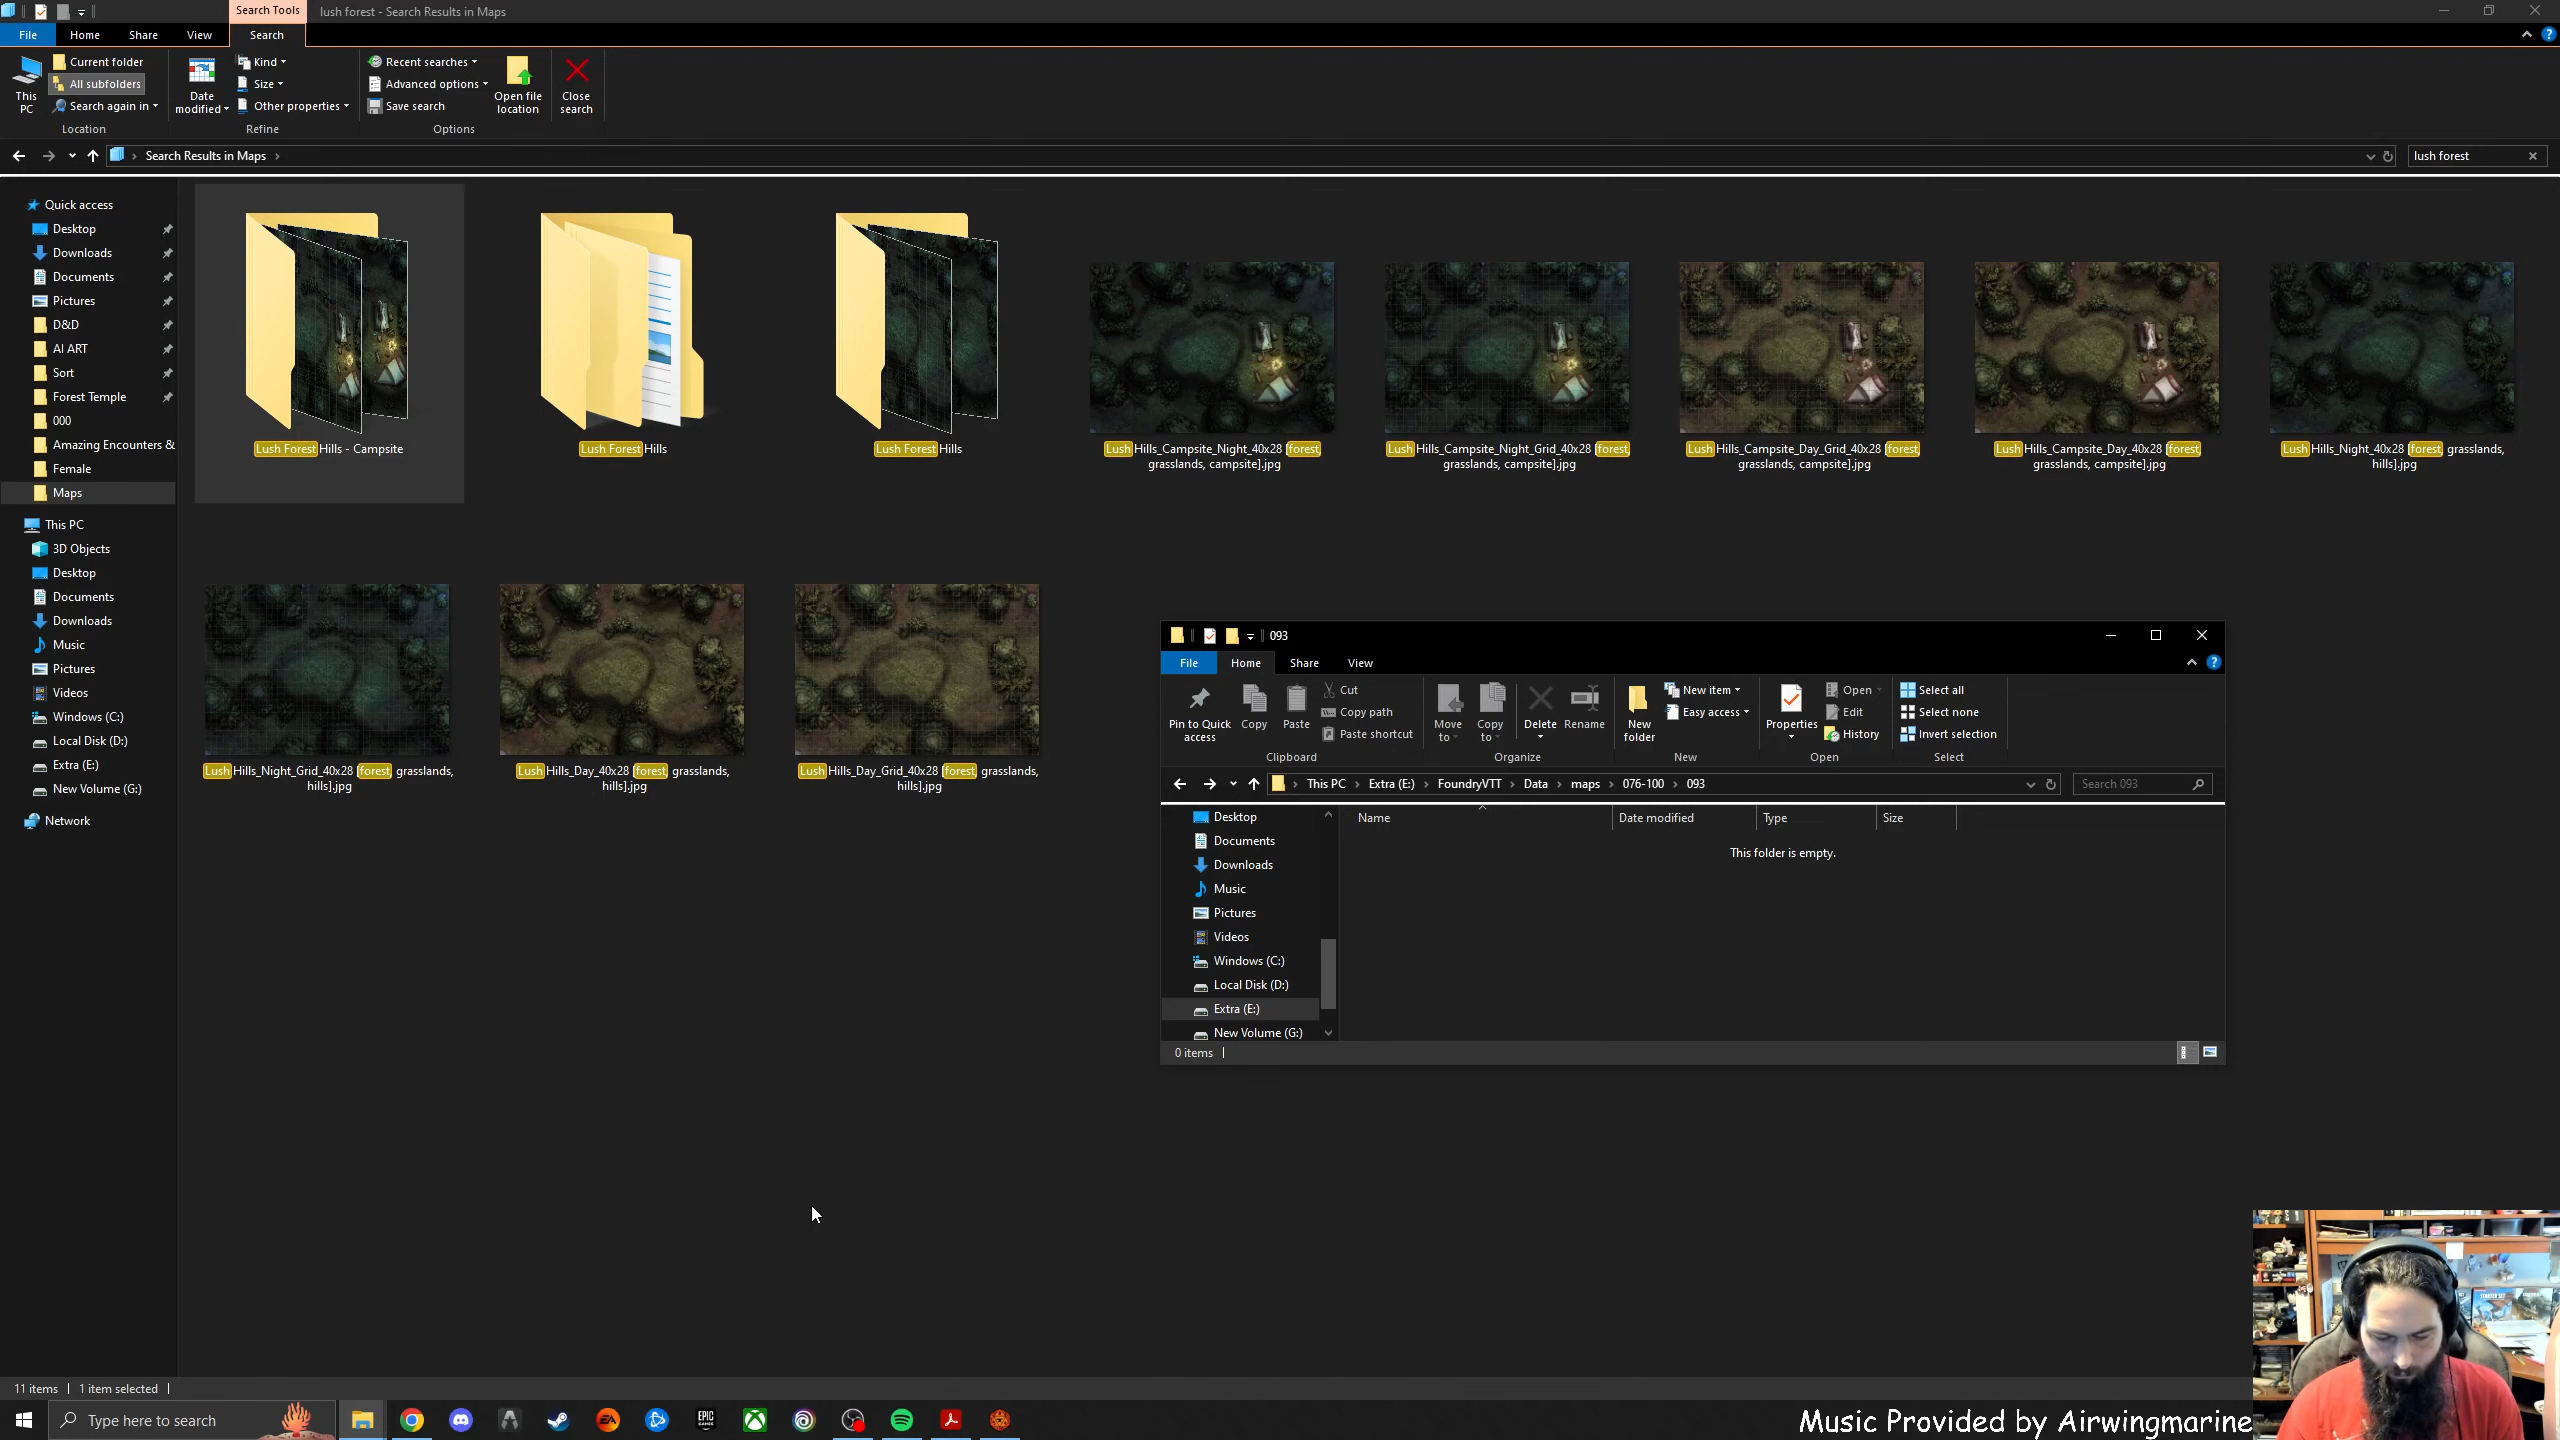 Search Tools
lush forest - Search Results in Maps
File Home Share View Search
Current folder
All subfolders
Search again in
This PC
Location
Date modified
Kind
Size
Other properties
Refine
Recent searches
Advanced options
Save search
Open file location
Options
Close search
Search Results in Maps
lush forest
Quick access
Desktop
Downloads
Documents
Pictures
D&D
AI ART
Sort
Forest Temple
000
Amazing Encounters &
Female
Maps
This PC
3D Objects
Desktop
Documents
Downloads
Music
Pictures
Videos
Windows (C:)
Local Disk (D:)
Extra (E:)
New Volume (G:)
Network
Lush Forest Hills - Campsite
Lush Forest Hills
Lush Forest Hills
Lush Hills_Campsite_Night_40x28 [forest,
grasslands, campsite].jpg
Lush Hills_Campsite_Night_Grid_40x28 [forest,
grasslands, campsite].jpg
Lush Hills_Campsite_Day_Grid_40x28 [forest,
grasslands, campsite].jpg
Lush Hills_Campsite_Day_40x28 [forest,
grasslands, campsite].jpg
Lush Hills_Night_40x28 [forest, grasslands,
hills].jpg
Lush Hills_Night_Grid_40x28 [forest, grasslands,
hills].jpg
Lush Hills_Day_40x28 [forest, grasslands,
hills].jpg
Lush Hills_Day_Grid_40x28 [forest, grasslands,
hills].jpg
093
File Home Share View
Pin to Quick access
Copy
Paste
Cut
Copy path
Paste shortcut
Clipboard
Move to
Copy to
Delete
Rename
Organize
New folder
New item
Easy access
New
Properties
Open
Edit
History
Open
Select all
Select none
Invert selection
Select
This PC Extra (E:) FoundryVTT Data maps 076-100 093
Search 093
Desktop
Documents
Downloads
Music
Pictures
Videos
Windows (C:)
Local Disk (D:)
Extra (E:)
New Volume (G:)
Name Date modified Type Size
This folder is empty.
0 items
11 items 1 item selected
Type here to search
EPIC GAMES
EA
Music Provided by Airwingmarine